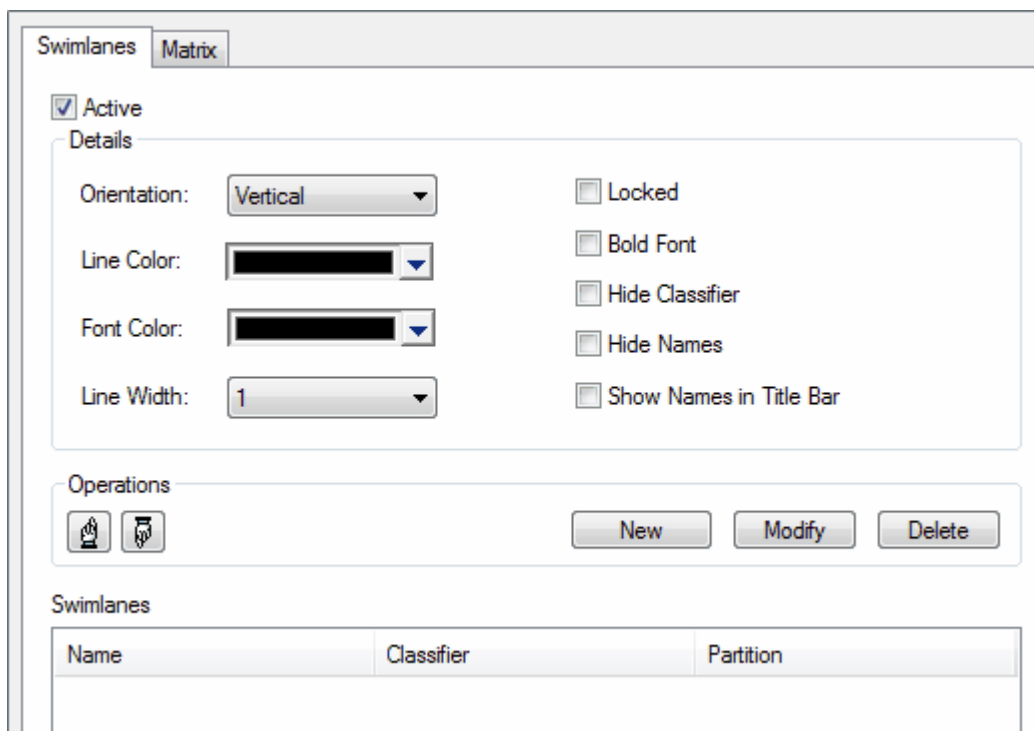 Swimlanes Matrix
Active
Details
Orientation: Vertical Locked
Line Color: Bold Font
Hide Classifier
Font Color: Hide Names
Line Width: 1 Show Names in Title Bar
Operations
New Modify Delete
Swimlanes
Name Classifier Partition